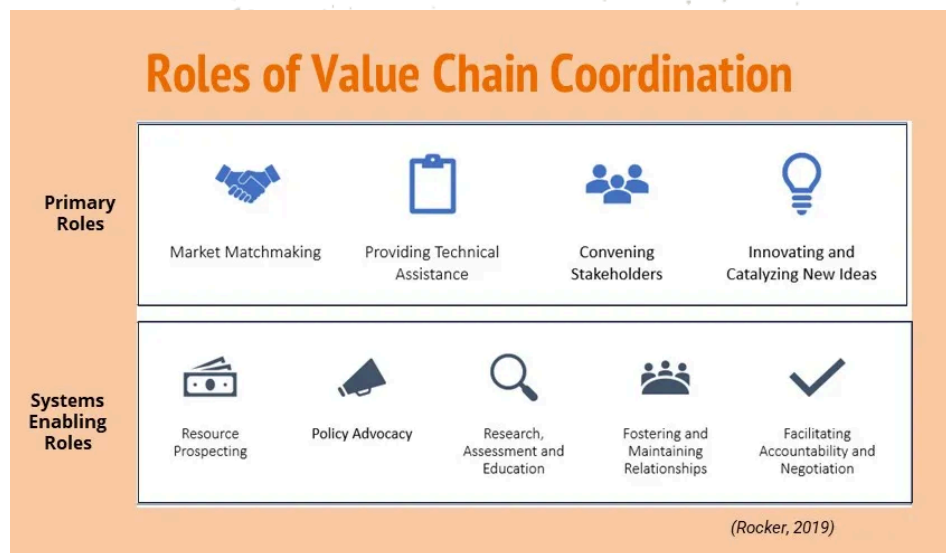 Roles of Value Chain Coordination
Primary
Roles
Market Matchmaking
Providing Technical
Assistance
Convening
Stakeholders
Innovating and
Catalyzing New Ideas
Systems
Enabling
Roles
Resource
Prospecting
Policy Advocacy
Research,
Assessment and
Education
Fostering and
Maintaining
Relationships
Facilitating
Accountability and
Negotiation
(Rocker, 2019)